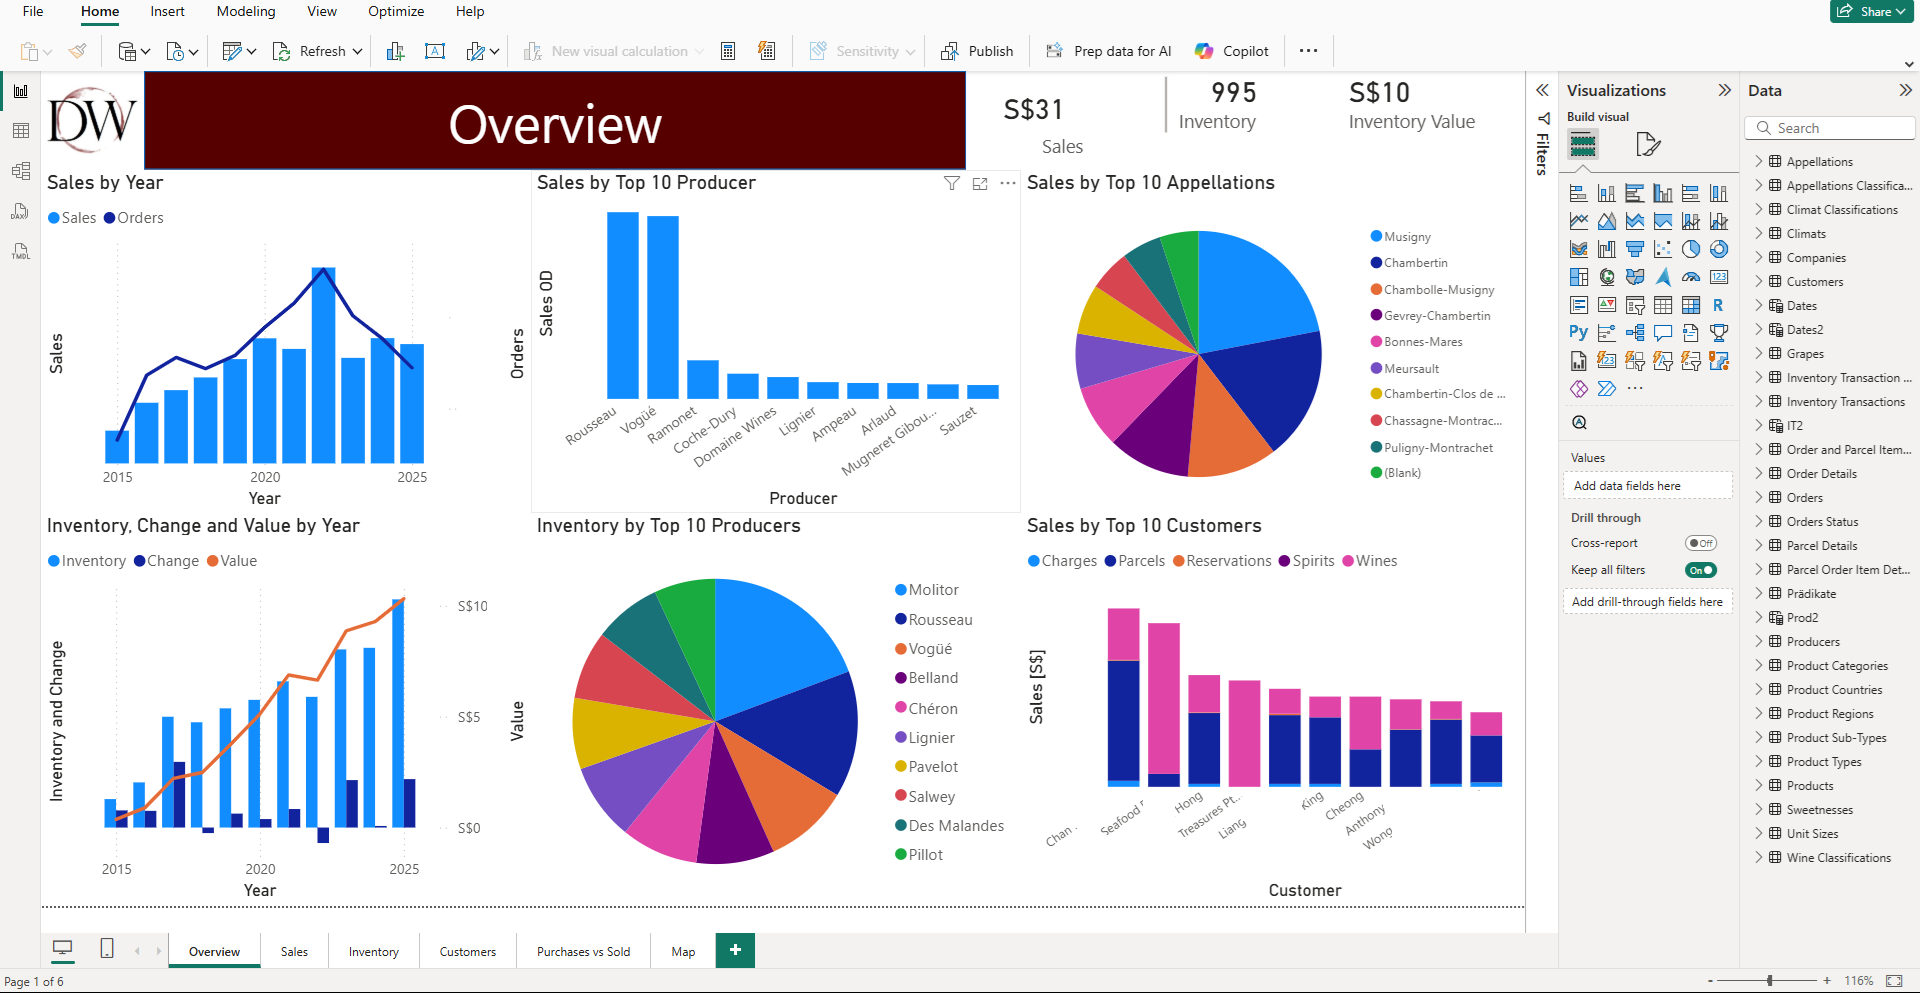 File Home Insert Modeling View Optimize Help Share
Refresh New visual calculation Sensitivity Publish Prep data for AI Copilot
DW
Overview
S$31
Sales
995
Inventory
S$10
Inventory Value
Sales by Year
Sales Orders
Sales
Orders
2015 2020 2025
Year
Sales by Top 10 Producer
Sales OD
Rousseau
Vogüé
Ramonet
Coche-Dury
Domaine Wines
Lignier
Ampeau
Arlaud
Mugneret Gibou...
Sauzet
Producer
Sales by Top 10 Appellations
Musigny
Chambertin
Chambolle-Musigny
Gevrey-Chambertin
Bonnes-Mares
Meursault
Chambertin-Clos de ...
Chassagne-Montrac...
Puligny-Montrachet
(Blank)
Inventory, Change and Value by Year
Inventory Change Value
Inventory and Change
S$10
S$5
S$0
Value
2015 2020 2025
Year
Inventory by Top 10 Producers
Molitor
Rousseau
Vogüé
Belland
Chéron
Lignier
Pavelot
Salwey
Des Malandes
Pillot
Sales by Top 10 Customers
Charges Parcels Reservations Spirits Wines
Sales [S$]
Chan
Seafood
Hong
Treasures Pt...
Liang
King
Cheong
Anthony
Wong
Customer
Filters
Visualizations
Build visual
123
R
Py
123
Values
Add data fields here
Drill through
Cross-report Off
Keep all filters On
Add drill-through fields here
Data
Search
Appellations
Appellations Classifica...
Climat Classifications
Climats
Companies
Customers
Dates
Dates2
Grapes
Inventory Transaction ...
Inventory Transactions
IT2
Order and Parcel Item...
Order Details
Orders
Orders Status
Parcel Details
Parcel Order Item Det...
Prädikate
Prod2
Producers
Product Categories
Product Countries
Product Regions
Product Sub-Types
Product Types
Products
Sweetnesses
Unit Sizes
Wine Classifications
DAX
TMDL
Overview Sales Inventory Customers Purchases vs Sold Map +
Page 1 of 6
- + 116%